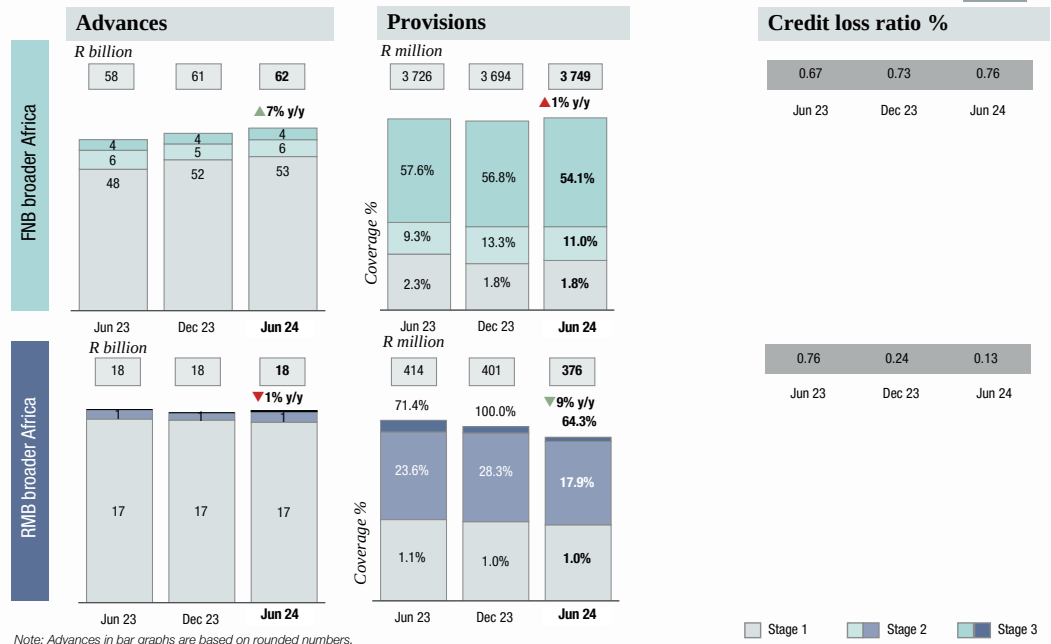 Advances
Provisions
Credit loss ratio %
FNB broader Africa
R billion
58 61 62
7% y/y
4 4 4
6 5 6
48 52 53
Jun 23 Dec 23 Jun 24
R million
3 726 3 694 3 749
1% y/y
Coverage %
57.6% 56.8% 54.1%
9.3% 13.3% 11.0%
2.3% 1.8% 1.8%
Jun 23 Dec 23 Jun 24
0.67 0.73 0.76
Jun 23 Dec 23 Jun 24
RMB broader Africa
R billion
18 18 18
1% y/y
1 1 1
17 17 17
Jun 23 Dec 23 Jun 24
R million
414 401 376
9% y/y
71.4% 100.0% 64.3%
Coverage %
23.6% 28.3% 17.9%
1.1% 1.0% 1.0%
Jun 23 Dec 23 Jun 24
0.76 0.24 0.13
Jun 23 Dec 23 Jun 24
Stage 1 Stage 2 Stage 3
Note: Advances in bar graphs are based on rounded numbers.